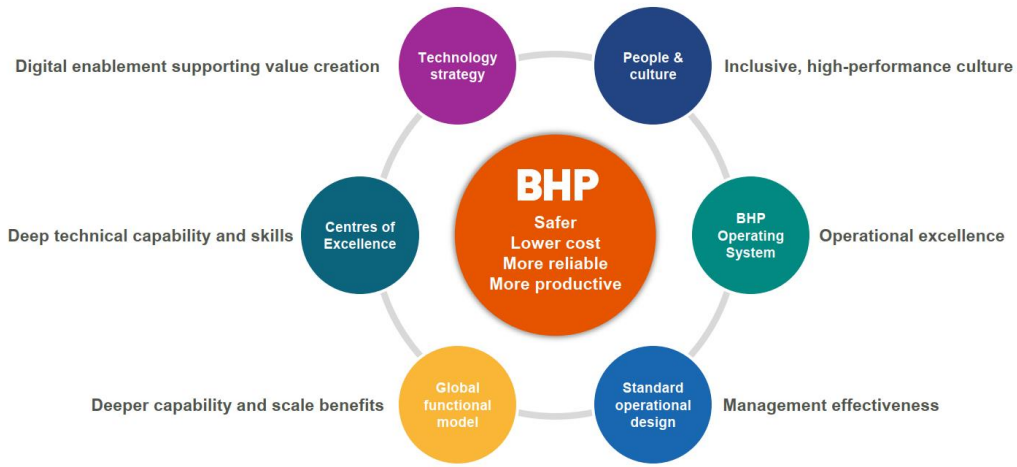 Digital enablement supporting value creation
Technology
strategy
People &
culture
Inclusive, high-performance culture
Deep technical capability and skills
Centres of
Excellence
BHP
Safer
Lower cost
More reliable
More productive
BHP
Operating
System
Operational excellence
Deeper capability and scale benefits
Global
functional
model
Standard
operational
design
Management effectiveness